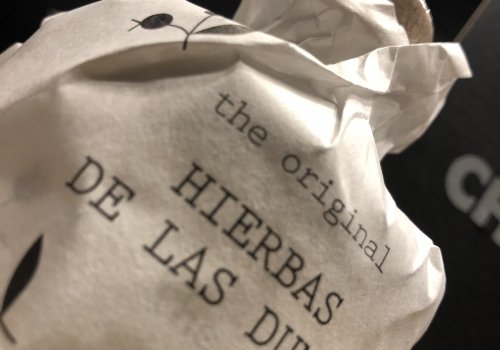 the original
HIERBAS
DE LAS